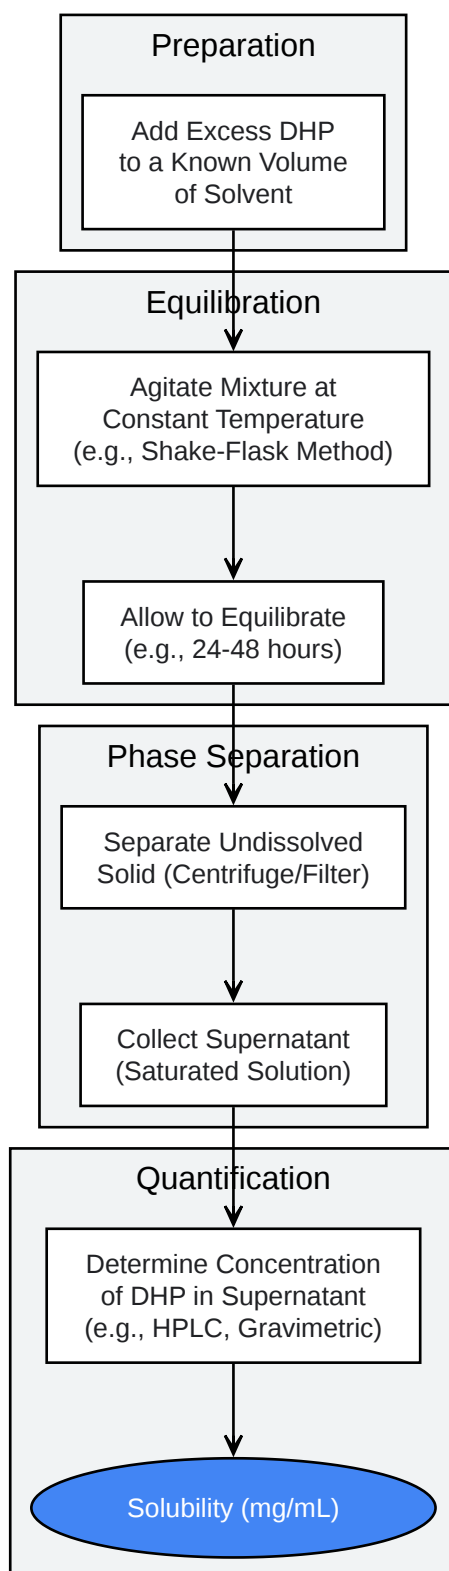 Preparation
Add Excess DHP
to a Known Volume
of Solvent
Equilibration
Agitate Mixture at
Constant Temperature
(e.g., Shake-Flask Method)
Allow to Equilibrate
(e.g., 24-48 hours)
Phase Separation
Separate Undissolved
Solid (Centrifuge/Filter)
Collect Supernatant
(Saturated Solution)
Quantification
Determine Concentration
of DHP in Supernatant
(e.g., HPLC, Gravimetric)
Solubility (mg/mL)